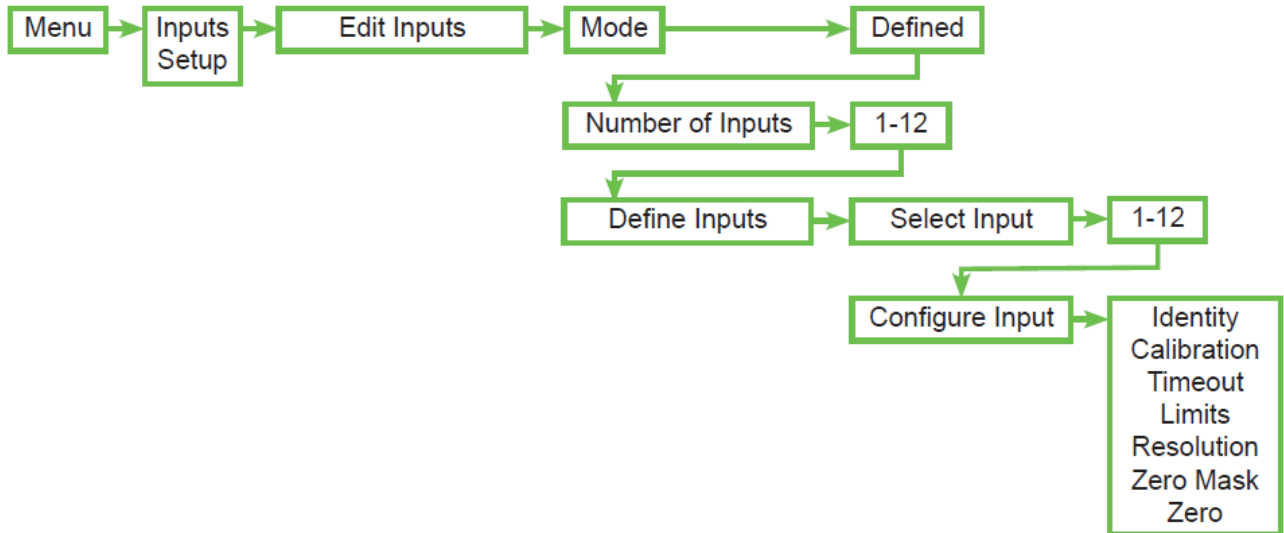 Menu
Inputs
Setup
Edit Inputs
Mode
Defined
Number of Inputs
1-12
Define Inputs
Select Input
1-12
Configure Input
Identity
Calibration
Timeout
Limits
Resolution
Zero Mask
Zero